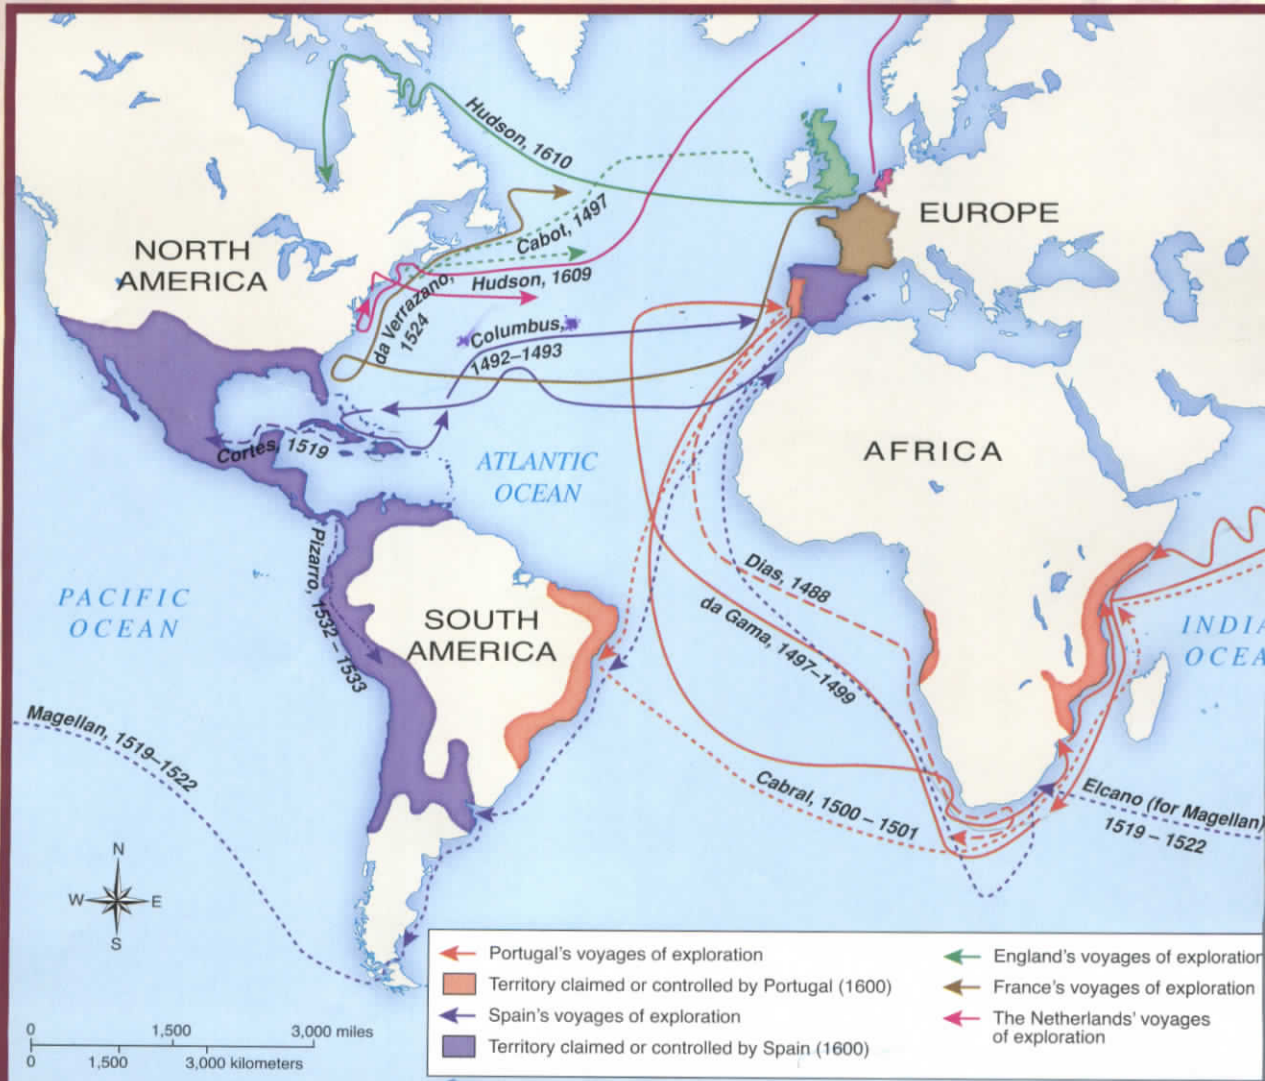 Hudson, 1610
Cabot, 1497
EUROPE
NORTH
AMERICA
Hudson, 1609
da Verrazano,
1524
Columbus,
1492–1493
Cortes, 1519
ATLANTIC
OCEAN
AFRICA
Pizarro, 1532–1533
PACIFIC
OCEAN
SOUTH
AMERICA
Dias, 1488
da Gama, 1497–1499
INDIA
OCEA
Magellan, 1519–1522
Cabral, 1500–1501
Elcano (for Magellan)
1519–1522
N
W E
S
Portugal's voyages of exploration
Territory claimed or controlled by Portugal (1600)
Spain's voyages of exploration
Territory claimed or controlled by Spain (1600)
England's voyages of exploration
France's voyages of exploration
The Netherlands' voyages
of exploration
0 1,500 3,000 miles
0 1,500 3,000 kilometers